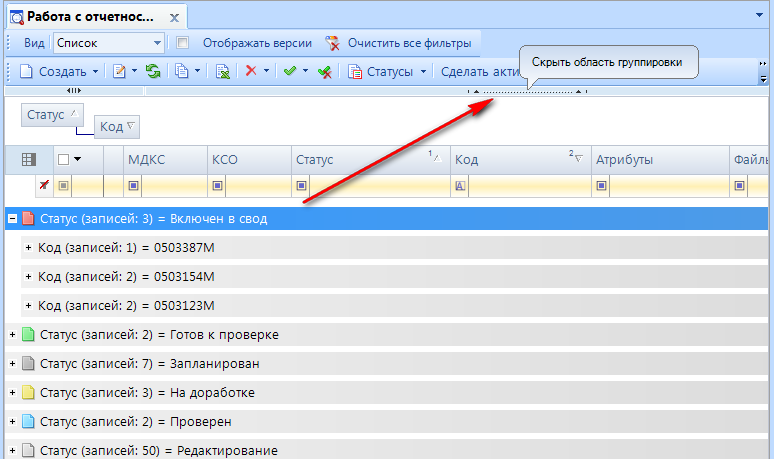 Работа с отчетнос...
Вид Список Отображать версии Очистить все фильтры
Скрыть область группировки
Создать Статусы Сделать акти
Статус
Код
МДКС КСО Статус 1 Код 2 Атрибуты Файлы
Статус (записей: 3) = Включен в свод
Код (записей: 1) = 0503387М
Код (записей: 2) = 0503154М
Код (записей: 2) = 0503123М
Статус (записей: 2) = Готов к проверке
Статус (записей: 7) = Запланирован
Статус (записей: 3) = На доработке
Статус (записей: 2) = Проверен
Статус (записей: 50) = Редактирование